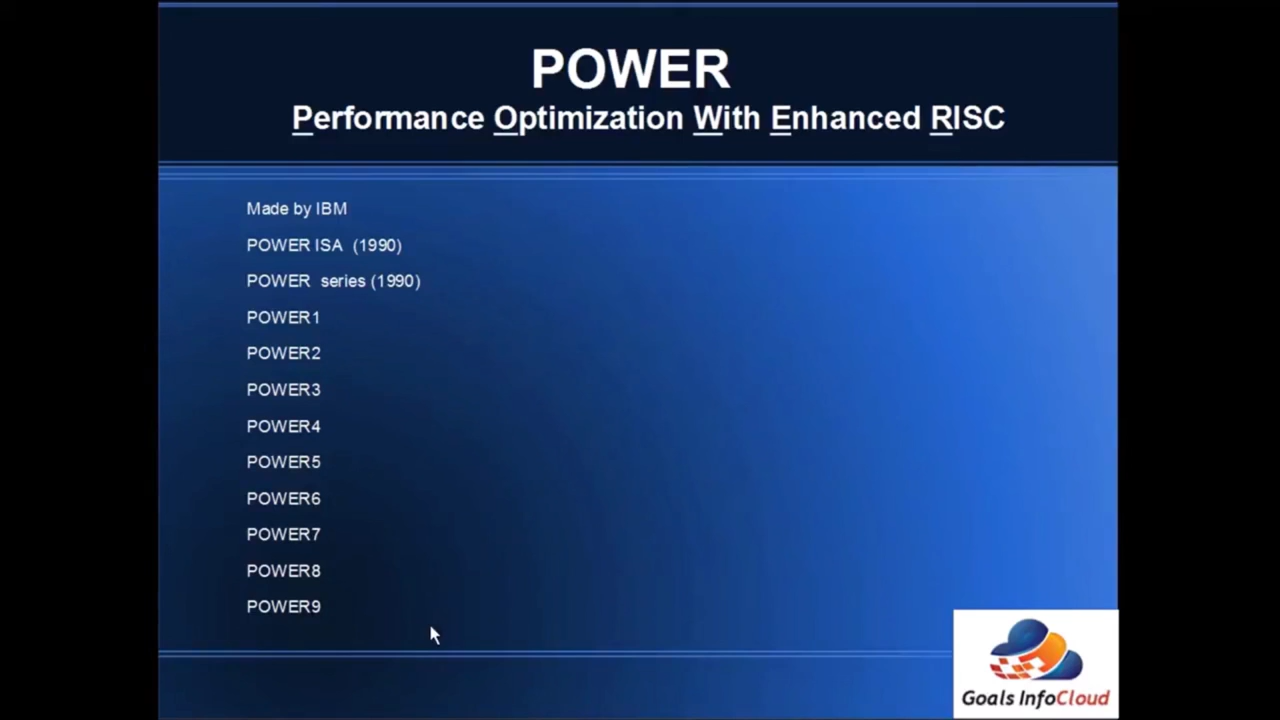 POWER
Performance Optimization With Enhanced RISC
Made by IBM
POWER ISA (1990)
POWER series (1990)
POWER1
POWER2
POWER3
POWER4
POWER5
POWER6
POWER7
POWER8
POWER9
Goals InfoCloud